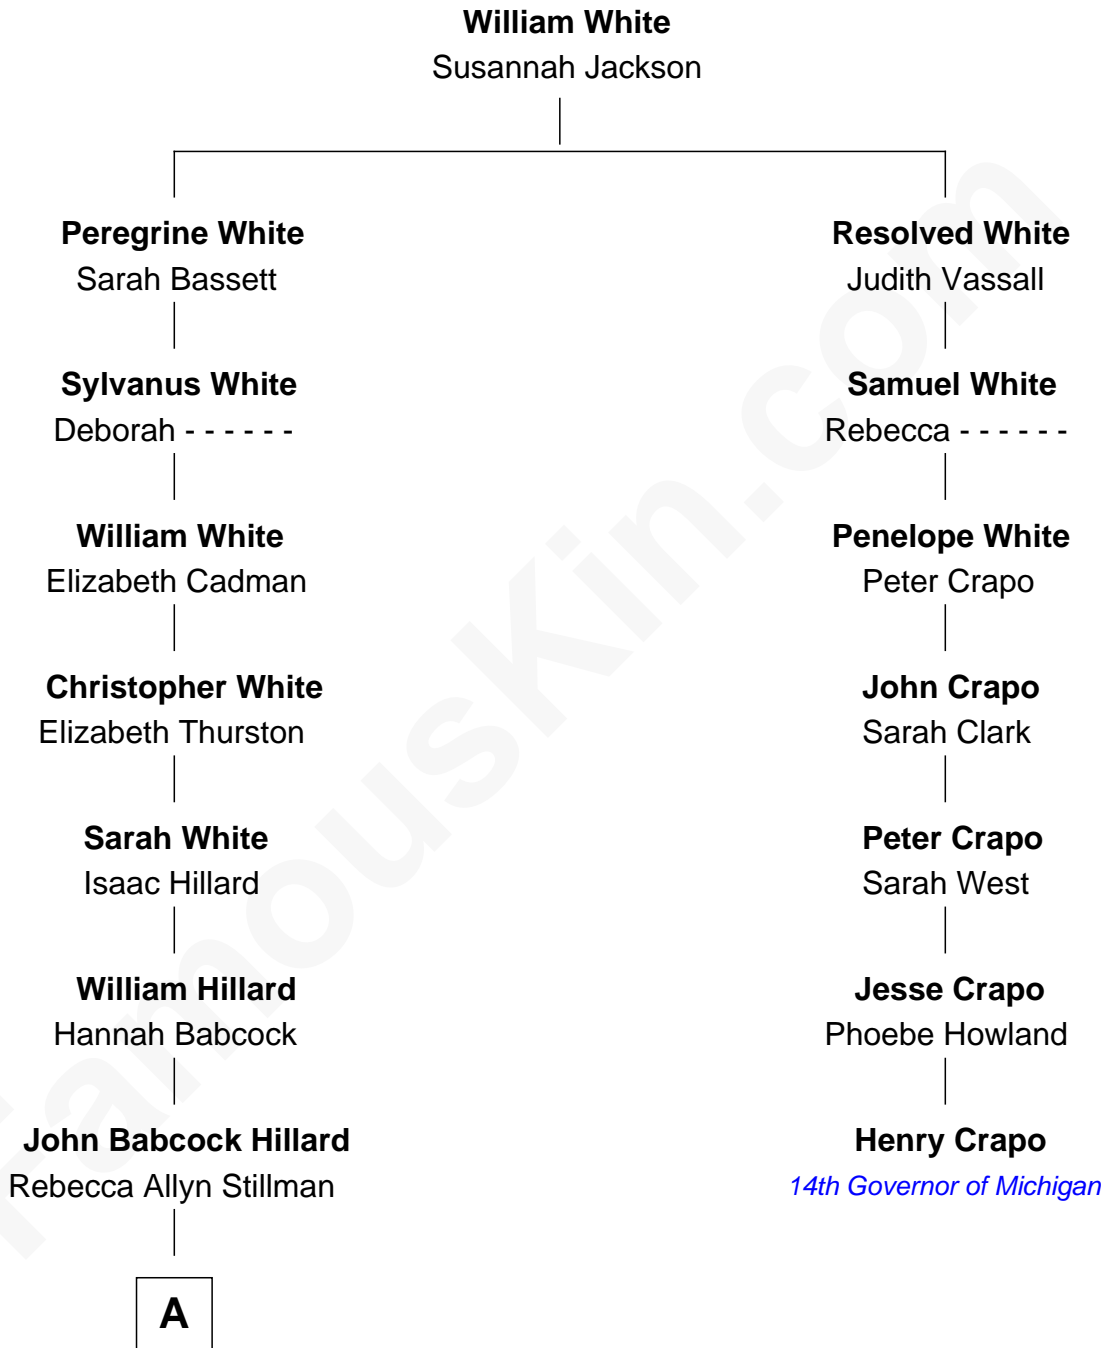 William White
Susannah Jackson
Peregrine White
Sarah Bassett
Resolved White
Judith Vassall
Sylvanus White
Deborah - - - - - -
Samuel White
Rebecca - - - - - -
William White
Elizabeth Cadman
Penelope White
Peter Crapo
Christopher White
Elizabeth Thurston
John Crapo
Sarah Clark
Sarah White
Isaac Hillard
Peter Crapo
Sarah West
William Hillard
Hannah Babcock
Jesse Crapo
Phoebe Howland
John Babcock Hillard
Rebecca Allyn Stillman
Henry Crapo
14th Governor of Michigan
A
FamousKin.com